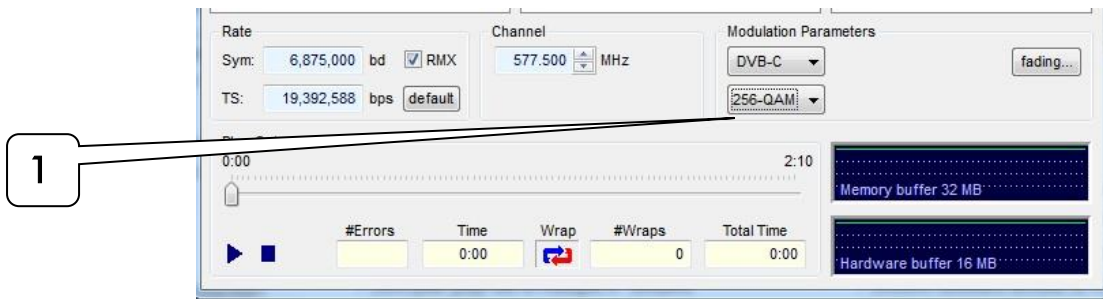 Rate
Channel
Modulation Parameters
Sym: 6,875,000 bd RMX
577.500 MHz
DVB-C
fading...
TS: 19,392,588 bps default
256-QAM
1
0:00 2:10
Memory buffer 32 MB
#Errors Time Wrap #Wraps Total Time
0:00 0 0:00
Hardware buffer 16 MB